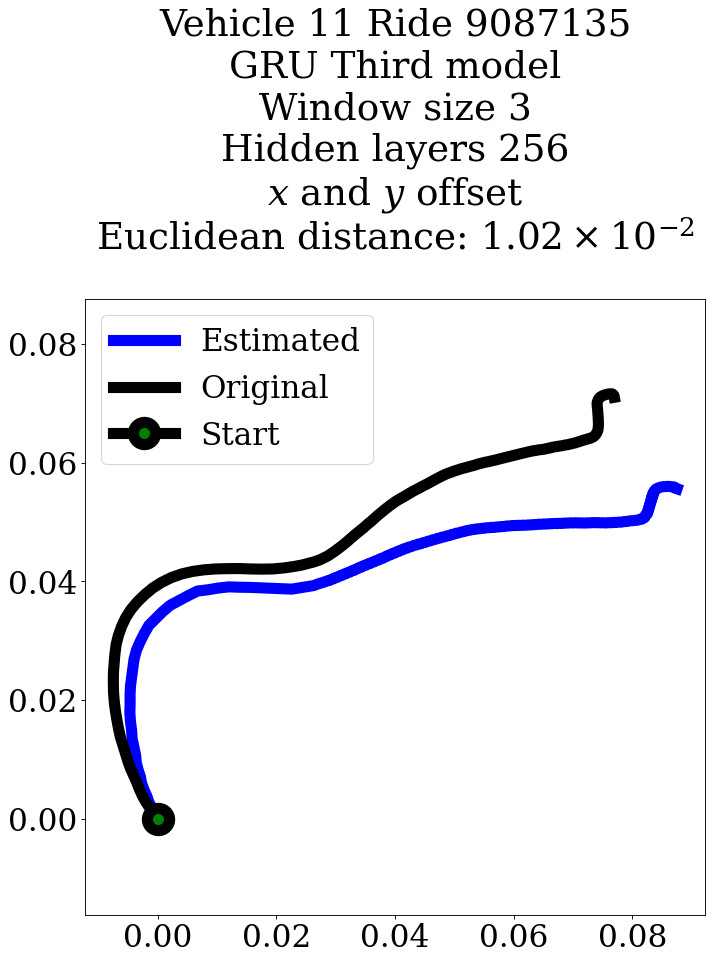 Vehicle 11 Ride 9087135
GRU Third model
Window size 3
Hidden layers 256
x and y offset
Euclidean distance: 1.02 × 10⁻²
Estimated
Original
Start
0.08
0.06
0.04
0.02
0.00
0.00 0.02 0.04 0.06 0.08